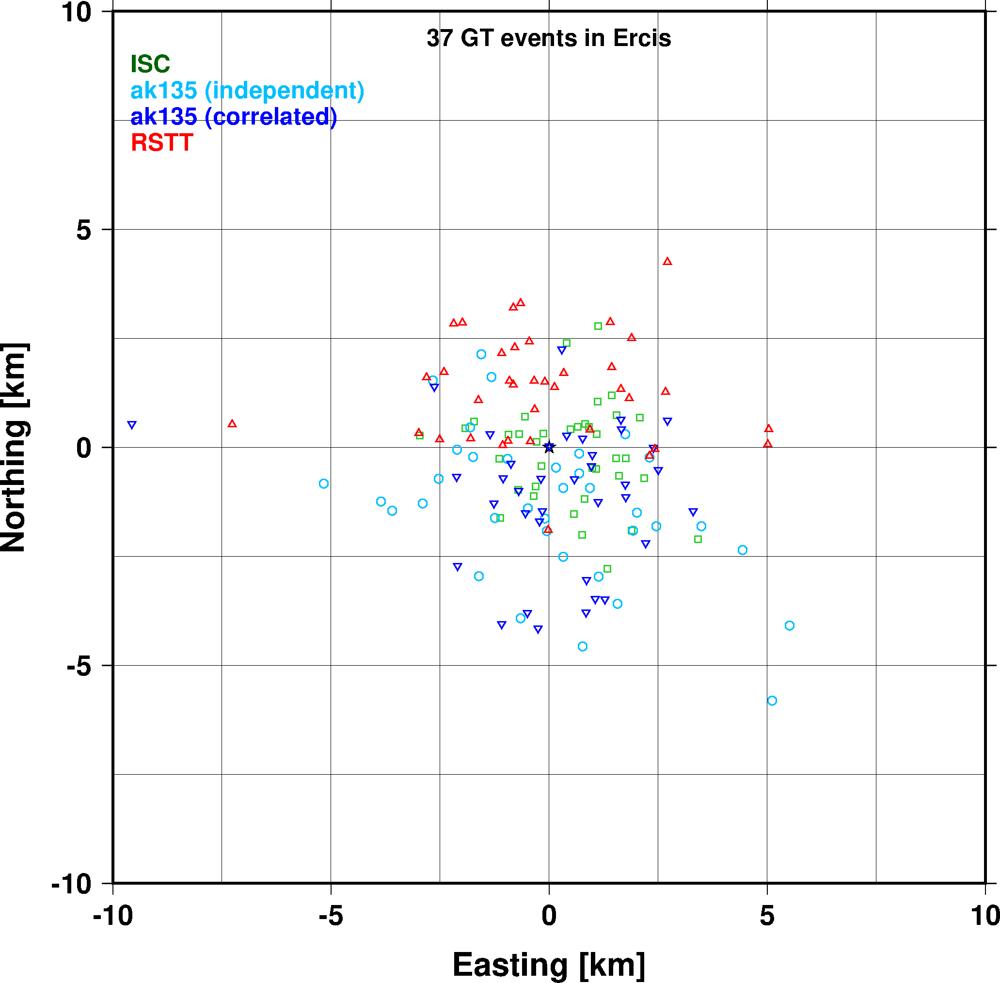 10
37 GT events in Ercis
ISC
ak135 (independent)
ak135 (correlated)
RSTT
5
0
-5
-10
Northing [km]
-10 -5 0 5 10
Easting [km]